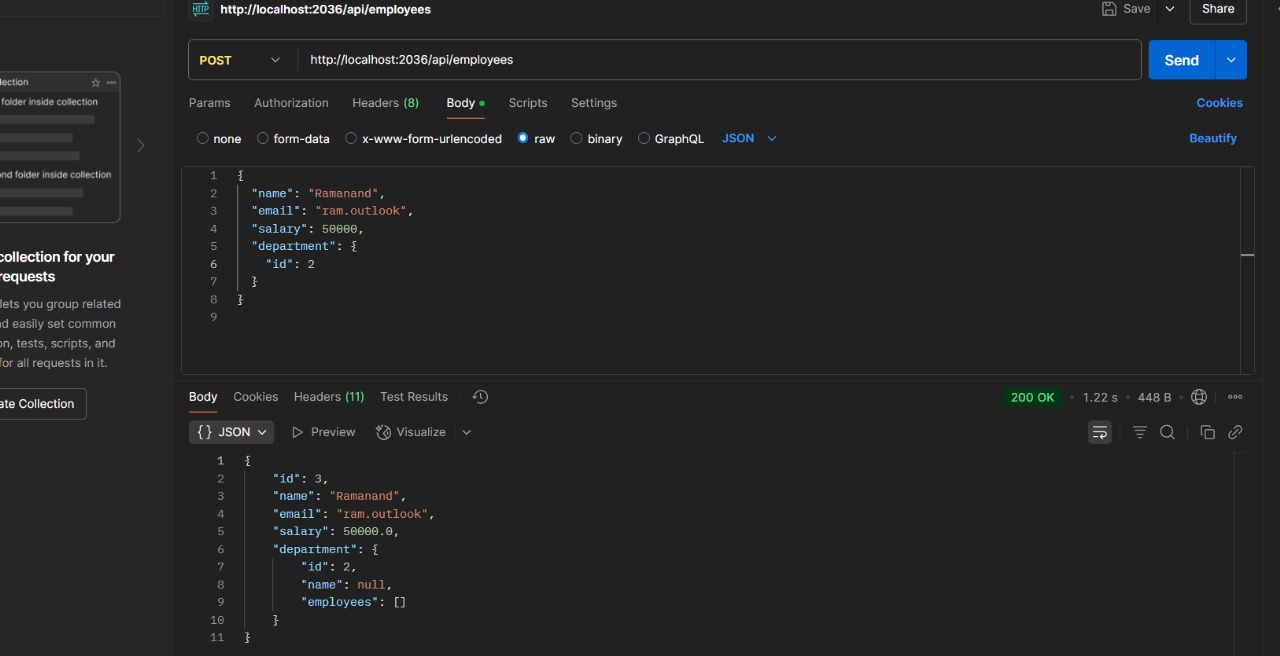 HTTP http://localhost:2036/api/employees Save Share
POST http://localhost:2036/api/employees Send
Params Authorization Headers (8) Body Scripts Settings Cookies
none form-data x-www-form-urlencoded raw binary GraphQL JSON Beautify
1 {
2 "name": "Ramanand",
3 "email": "ram.outlook",
4 "salary": 50000,
5 "department": {
6 "id": 2
7 }
8 }
9
lection
folder inside collection
nd folder inside collection
collection for your
requests
lets you group related
nd easily set common
on, tests, scripts, and
for all requests in it.
ate Collection
Body Cookies Headers (11) Test Results 200 OK • 1.22 s • 448 B •
{} JSON Preview Visualize
1 {
2 "id": 3,
3 "name": "Ramanand",
4 "email": "ram.outlook",
5 "salary": 50000.0,
6 "department": {
7 "id": 2,
8 "name": null,
9 "employees": []
10 }
11 }